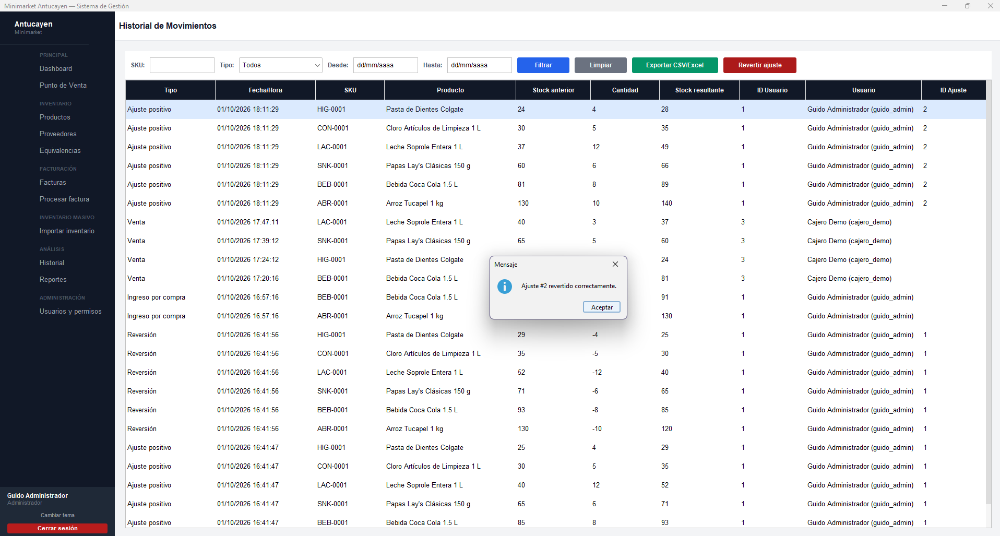 Minimarket Antucayen — Sistema de Gestión
Antucayen
Minimarket
PRINCIPAL
Dashboard
Punto de Venta
INVENTARIO
Productos
Proveedores
Equivalencias
FACTURACIÓN
Facturas
Procesar factura
INVENTARIO MASIVO
Importar inventario
ANÁLISIS
Historial
Reportes
ADMINISTRACIÓN
Usuarios y permisos
Guido Administrador
Administrador
Cambiar tema
Cerrar sesión
Historial de Movimientos
SKU: Tipo: Todos Desde: dd/mm/aaaa Hasta: dd/mm/aaaa Filtrar Limpiar Exportar CSV/Excel Revertir ajuste
Tipo Fecha/Hora SKU Producto Stock anterior Cantidad Stock resultante ID Usuario Usuario ID Ajuste
Ajuste positivo 01/10/2026 18:11:29 HIG-0001 Pasta de Dientes Colgate 24 4 28 1 Guido Administrador (guido_admin) 2
Ajuste positivo 01/10/2026 18:11:29 CON-0001 Cloro Artículos de Limpieza 1 L 30 5 35 1 Guido Administrador (guido_admin) 2
Ajuste positivo 01/10/2026 18:11:29 LAC-0001 Leche Soprole Entera 1 L 37 12 49 1 Guido Administrador (guido_admin) 2
Ajuste positivo 01/10/2026 18:11:29 SNK-0001 Papas Lay's Clásicas 150 g 60 6 66 1 Guido Administrador (guido_admin) 2
Ajuste positivo 01/10/2026 18:11:29 BEB-0001 Bebida Coca Cola 1.5 L 81 8 89 1 Guido Administrador (guido_admin) 2
Ajuste positivo 01/10/2026 18:11:29 ABR-0001 Arroz Tucapel 1 kg 130 10 140 1 Guido Administrador (guido_admin) 2
Venta 01/10/2026 17:47:11 LAC-0001 Leche Soprole Entera 1 L 40 3 37 3 Cajero Demo (cajero_demo)
Venta 01/10/2026 17:39:12 SNK-0001 Papas Lay's Clásicas 150 g 65 5 60 3 Cajero Demo (cajero_demo)
Venta 01/10/2026 17:24:12 HIG-0001 Pasta de Dientes Colgate 24 3 Cajero Demo (cajero_demo)
Venta 01/10/2026 17:20:16 BEB-0001 Bebida Coca Cola 1.5 L 81 3 Cajero Demo (cajero_demo)
Ingreso por compra 01/10/2026 16:57:16 BEB-0001 Bebida Coca Cola 1.5 L 91 1 Guido Administrador (guido_admin)
Ingreso por compra 01/10/2026 16:57:16 ABR-0001 Arroz Tucapel 1 kg 130 1 Guido Administrador (guido_admin)
Mensaje
Ajuste #2 revertido correctamente.
Aceptar
Reversión 01/10/2026 16:41:56 HIG-0001 Pasta de Dientes Colgate 29 -4 25 1 Guido Administrador (guido_admin) 1
Reversión 01/10/2026 16:41:56 CON-0001 Cloro Artículos de Limpieza 1 L 35 -5 30 1 Guido Administrador (guido_admin) 1
Reversión 01/10/2026 16:41:56 LAC-0001 Leche Soprole Entera 1 L 52 -12 40 1 Guido Administrador (guido_admin) 1
Reversión 01/10/2026 16:41:56 SNK-0001 Papas Lay's Clásicas 150 g 71 -6 65 1 Guido Administrador (guido_admin) 1
Reversión 01/10/2026 16:41:56 BEB-0001 Bebida Coca Cola 1.5 L 93 -8 85 1 Guido Administrador (guido_admin) 1
Reversión 01/10/2026 16:41:56 ABR-0001 Arroz Tucapel 1 kg 130 -10 120 1 Guido Administrador (guido_admin) 1
Ajuste positivo 01/10/2026 16:41:47 HIG-0001 Pasta de Dientes Colgate 25 4 29 1 Guido Administrador (guido_admin) 1
Ajuste positivo 01/10/2026 16:41:47 CON-0001 Cloro Artículos de Limpieza 1 L 30 5 35 1 Guido Administrador (guido_admin) 1
Ajuste positivo 01/10/2026 16:41:47 LAC-0001 Leche Soprole Entera 1 L 40 12 52 1 Guido Administrador (guido_admin) 1
Ajuste positivo 01/10/2026 16:41:47 SNK-0001 Papas Lay's Clásicas 150 g 65 6 71 1 Guido Administrador (guido_admin) 1
Ajuste positivo 01/10/2026 16:41:47 BEB-0001 Bebida Coca Cola 1.5 L 85 8 93 1 Guido Administrador (guido_admin) 1